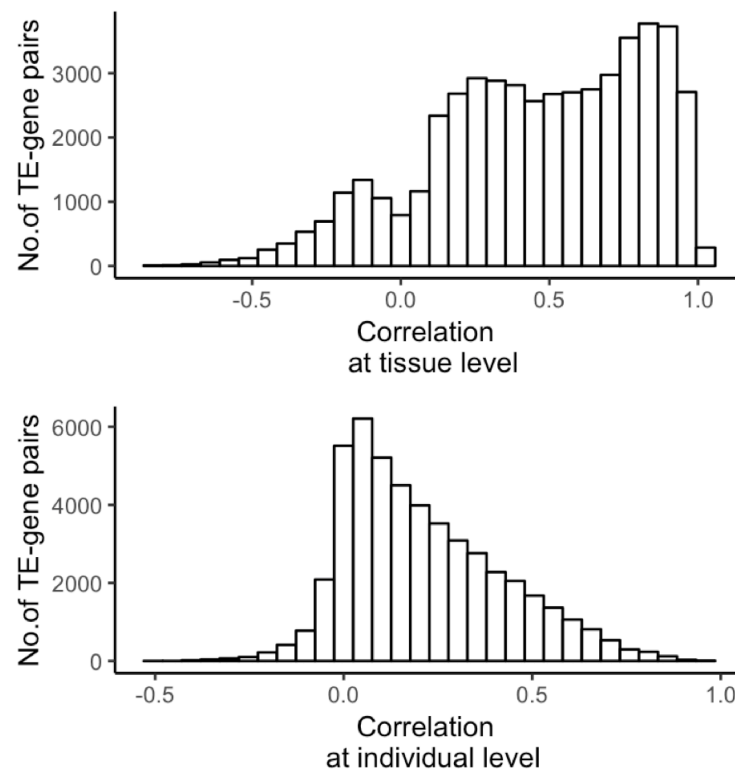 No.of TE-gene pairs
3000
2000
1000
0
-0.5 0.0 0.5 1.0
Correlation
at tissue level
No.of TE-gene pairs
6000
4000
2000
0
-0.5 0.0 0.5 1.0
Correlation
at individual level